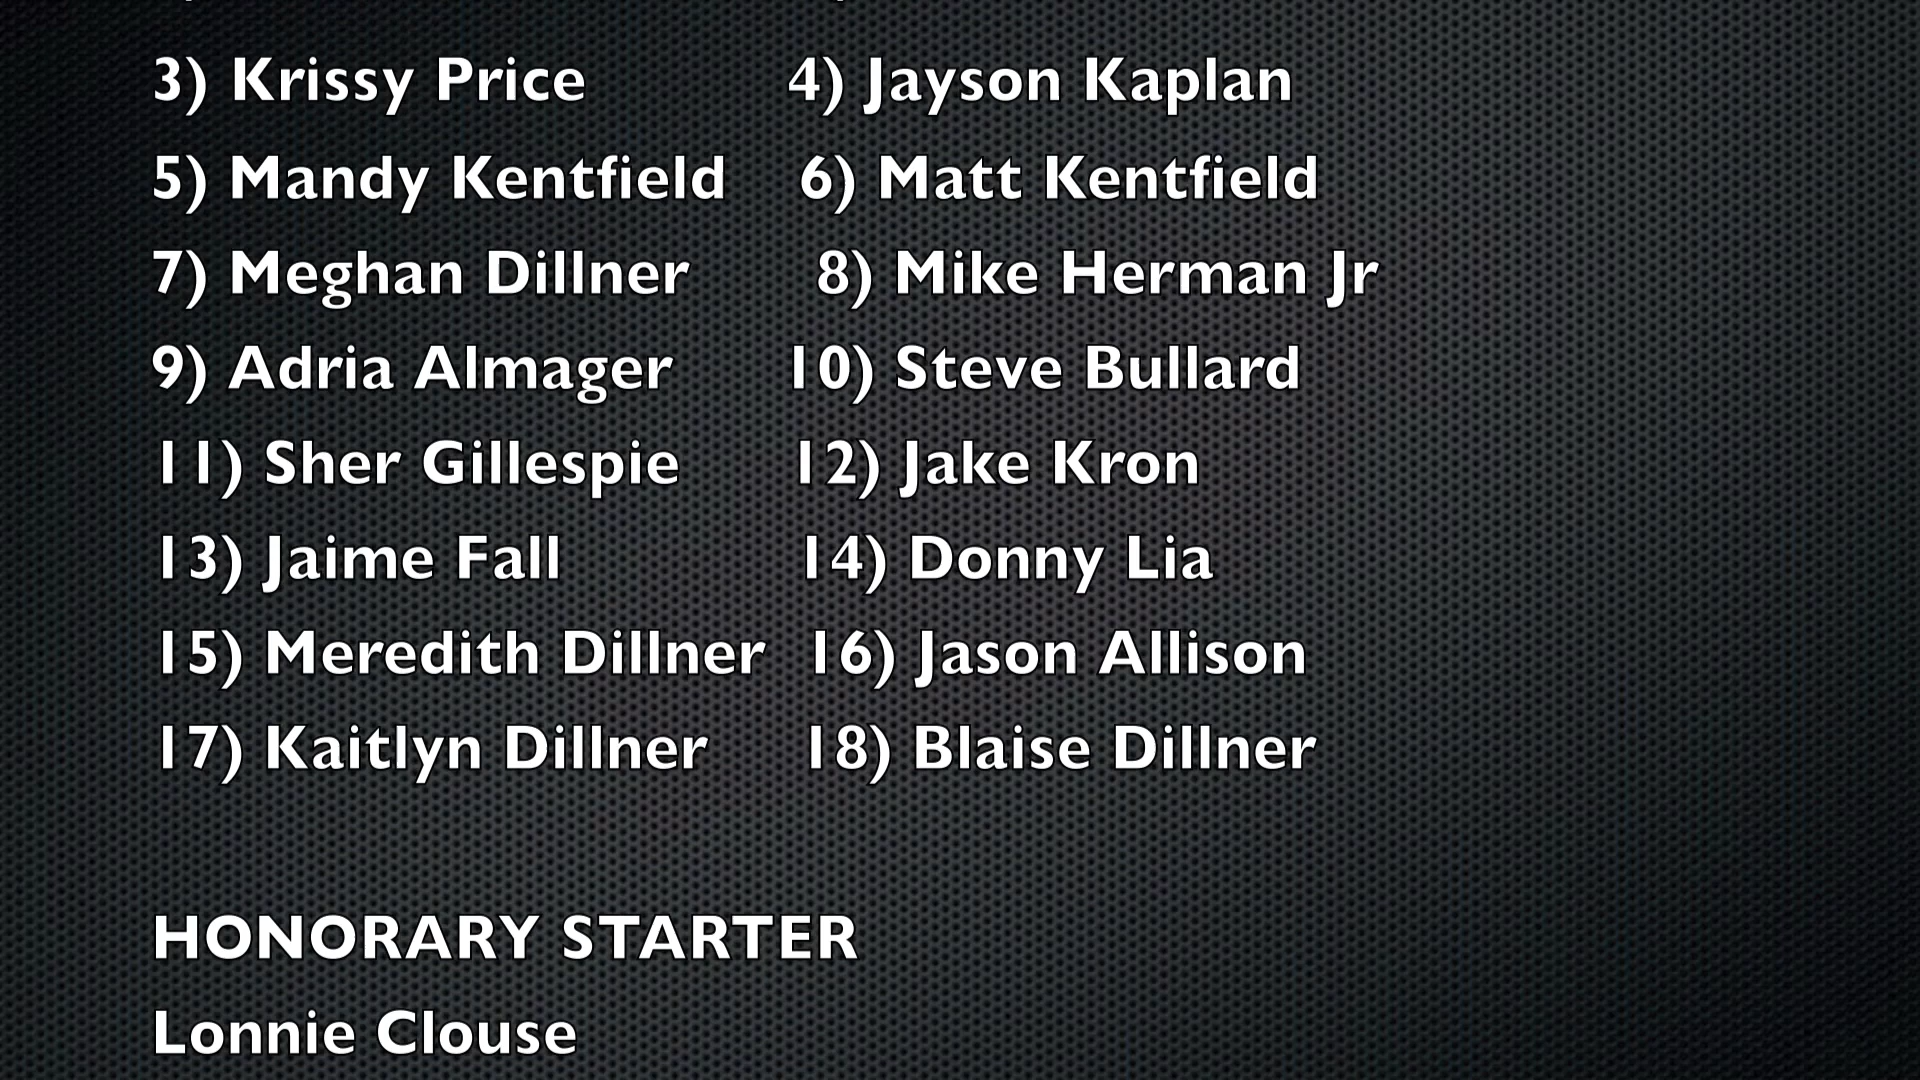 3) Krissy Price 4) Jayson Kaplan
5) Mandy Kentfield 6) Matt Kentfield
7) Meghan Dillner 8) Mike Herman Jr
9) Adria Almager 10) Steve Bullard
11) Sher Gillespie 12) Jake Kron
13) Jaime Fall 14) Donny Lia
15) Meredith Dillner 16) Jason Allison
17) Kaitlyn Dillner 18) Blaise Dillner
HONORARY STARTER
Lonnie Clouse